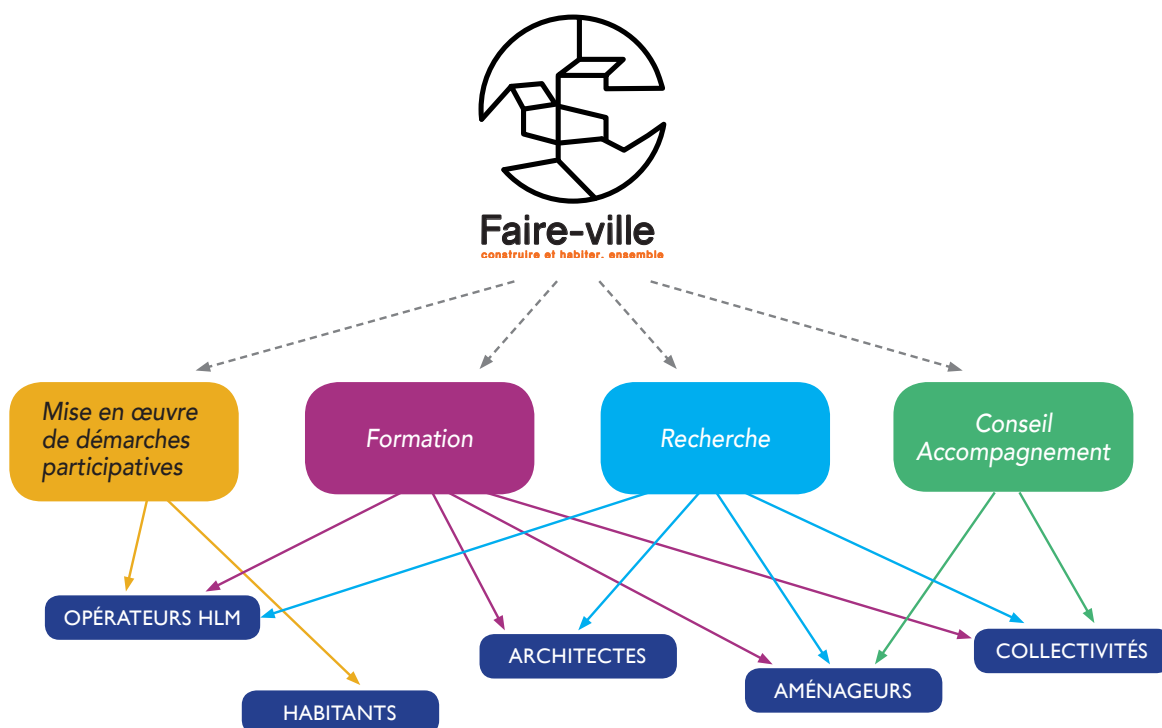 Faire-ville
construire et habiter, ensemble
Mise en œuvre
de démarches
participatives
Formation
Recherche
Conseil
Accompagnement
OPÉRATEURS HLM
HABITANTS
ARCHITECTES
AMÉNAGEURS
COLLECTIVITÉS